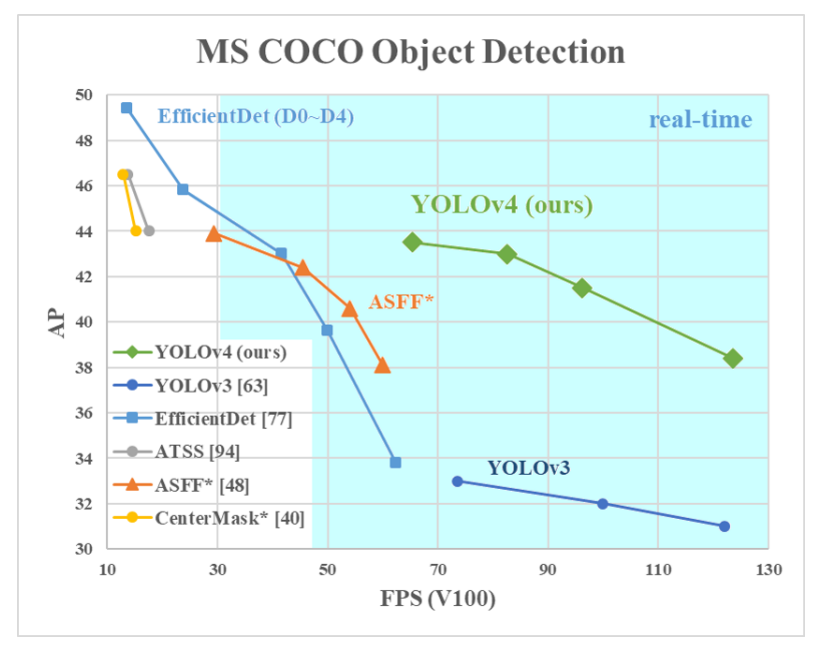 MS COCO Object Detection
50
48
46
44
42
40
38
36
34
32
30
AP
EfficientDet (D0~D4)
real-time
YOLOv4 (ours)
ASFF*
YOLOv3
YOLOv4 (ours)
YOLOv3 [63]
EfficientDet [77]
ATSS [94]
ASFF* [48]
CenterMask* [40]
10 30 50 70 90 110 130
FPS (V100)